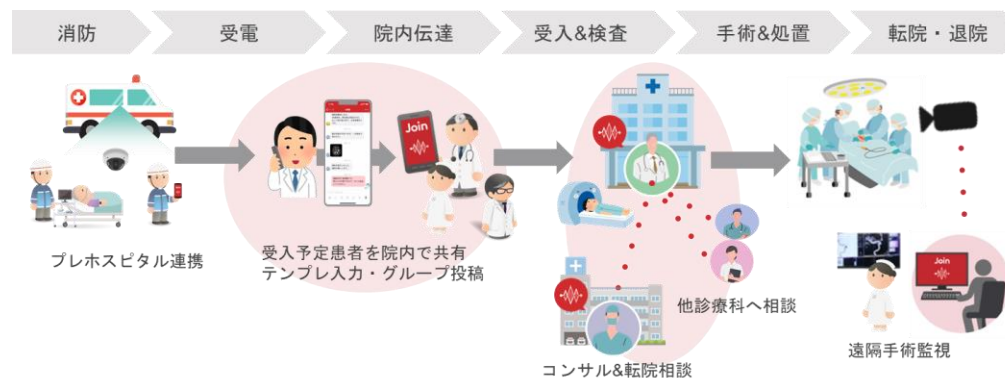 消防
受電
院内伝達
受入&検査
手術&処置
転院・退院
プレホスピタル連携
受入予定患者を院内で共有
テンプレ入力・グループ投稿
Join
他診療科へ相談
コンサル&転院相談
Join
遠隔手術監視